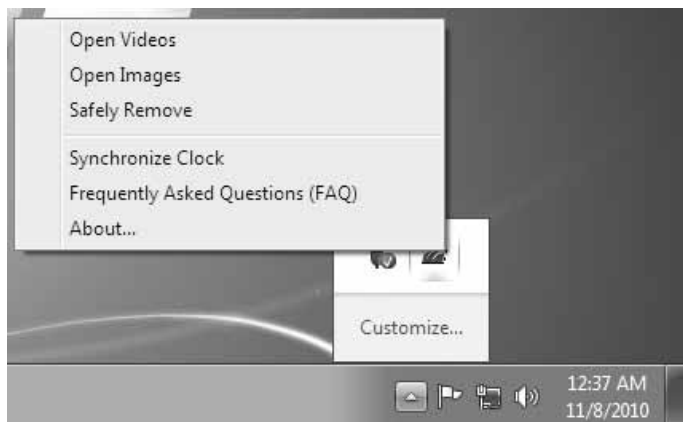 Open Videos
Open Images
Safely Remove
Synchronize Clock
Frequently Asked Questions (FAQ)
About...
Customize...
12:37 AM
11/8/2010